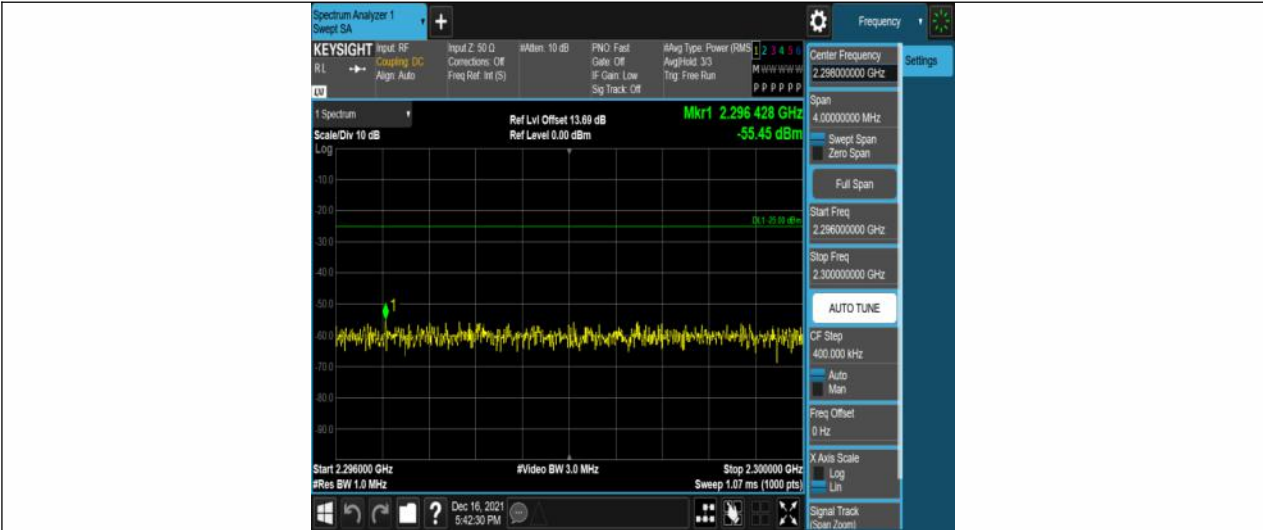 Spectrum Analyzer 1
Swept SA
Frequency
KEYSIGHT
RL
LV
Input: RF
Coupling: DC
Align: Auto
Input Z: 50 Ω
Corrections: Off
Freq Ref: Int (S)
#Atten: 10 dB
PNO: Fast
Gate: Off
IF Gain: Low
Sig Track: Off
#Avg Type: Power (RMS
Avg|Hold: 3/3
Trig: Free Run
1 2 3 4 5 6
M W W W W W
P P P P P P
1 Spectrum
Scale/Div 10 dB
Log
Ref Lvl Offset 13.69 dB
Ref Level 0.00 dBm
Mkr1 2.296 428 GHz
-55.45 dBm
-10.0
-20.0
DL1 -25.00 dBm
-30.0
-40.0
-50.0
1
-60.0
-70.0
-80.0
-90.0
Start 2.296000 GHz
#Res BW 1.0 MHz
#Video BW 3.0 MHz
Stop 2.300000 GHz
Sweep 1.07 ms (1000 pts)
Dec 16, 2021
5:42:30 PM
Center Frequency
2.298000000 GHz
Settings
Span
4.00000000 MHz
Swept Span
Zero Span
Full Span
Start Freq
2.296000000 GHz
Stop Freq
2.300000000 GHz
AUTO TUNE
CF Step
400.000 kHz
Auto
Man
Freq Offset
0 Hz
X Axis Scale
Log
Lin
Signal Track
(Span Zoom)